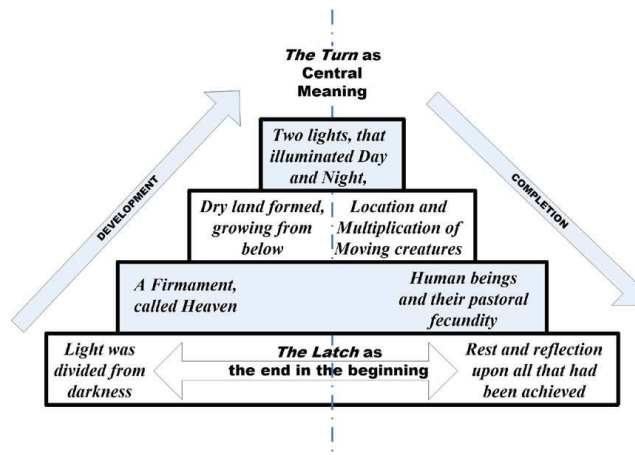 The Turn as
Central
Meaning
DEVELOPMENT
COMPLETION
Two lights, that
illuminated Day
and Night,
Dry land formed,
growing from
below
Location and
Multiplication of
Moving creatures
A Firmament,
called Heaven
Human beings
and their pastoral
fecundity
Light was
divided from
darkness
The Latch as
the end in the beginning
Rest and reflection
upon all that had
been achieved